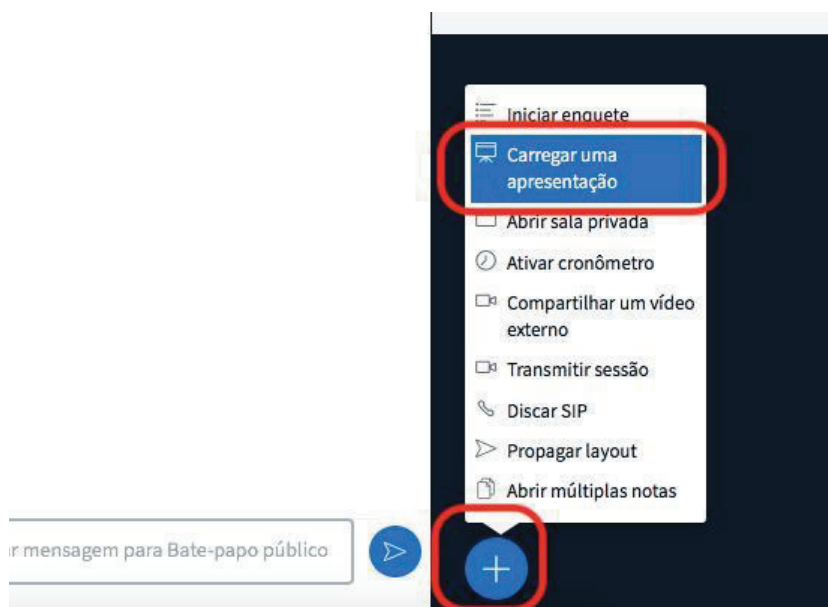 Iniciar enquete
Carregar uma
apresentação
Abrir sala privada
Ativar cronômetro
Compartilhar um vídeo
externo
Transmitir sessão
Discar SIP
Propagar layout
Abrir múltiplas notas
r mensagem para Bate-papo público